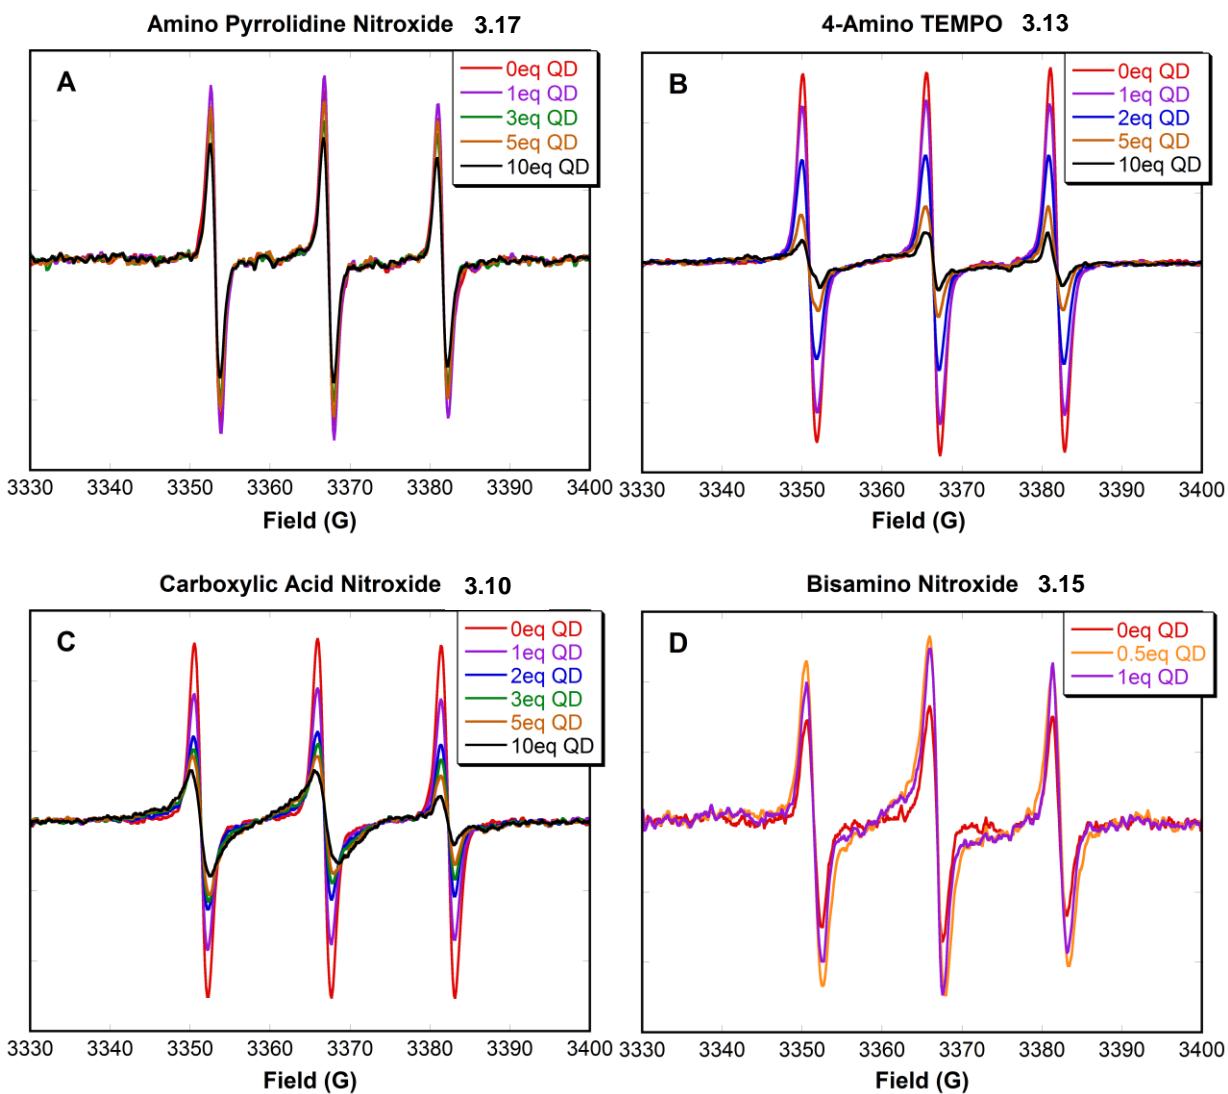 Amino Pyrrolidine Nitroxide 3.17
A
0eq QD
1eq QD
3eq QD
5eq QD
10eq QD
3330 3340 3350 3360 3370 3380 3390 3400
Field (G)
4-Amino TEMPO 3.13
B
0eq QD
1eq QD
2eq QD
5eq QD
10eq QD
3330 3340 3350 3360 3370 3380 3390 3400
Field (G)
Carboxylic Acid Nitroxide 3.10
C
0eq QD
1eq QD
2eq QD
3eq QD
5eq QD
10eq QD
3330 3340 3350 3360 3370 3380 3390 3400
Field (G)
Bisamino Nitroxide 3.15
D
0eq QD
0.5eq QD
1eq QD
3330 3340 3350 3360 3370 3380 3390 3400
Field (G)